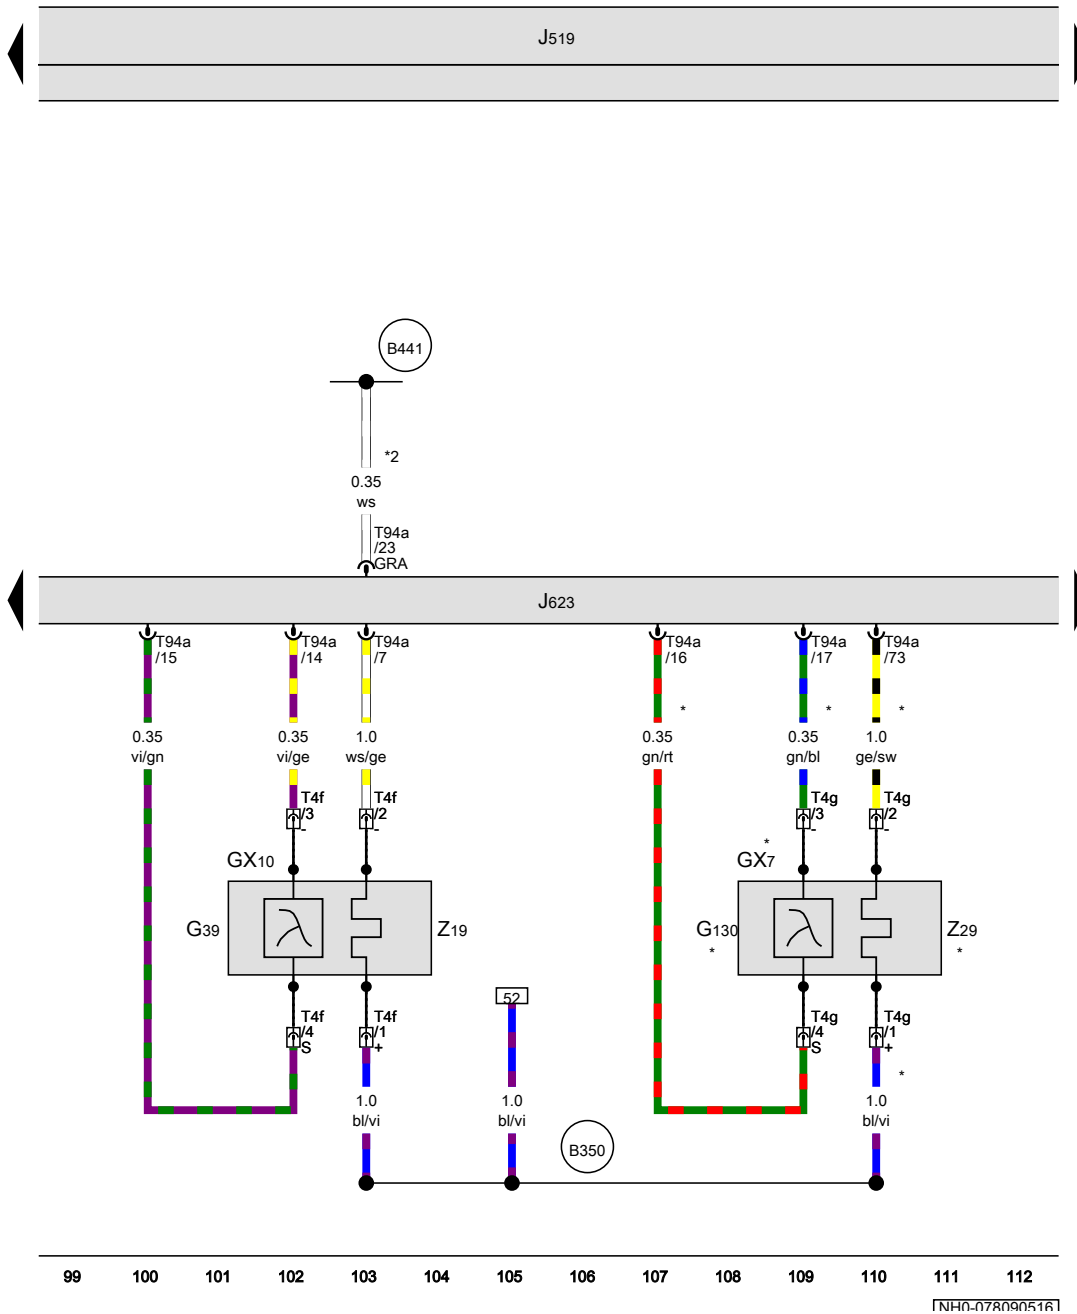 J519
B441
*2
0.35
ws
T94a
/23
GRA
J623
T94a
/15
T94a
/14
T94a
/7
T94a
/16
T94a
/17
T94a
/73
*
*
*
0.35
vi/gn
0.35
vi/ge
1.0
ws/ge
0.35
gn/rt
0.35
gn/bl
1.0
ge/sw
T4f
/3
-
T4f
/2
-
T4g
/3
-
T4g
/2
-
GX10
*
GX7
G39
Z19
G130
*
Z29
*
52
T4f
/4
S
T4f
/1
+
T4g
/4
S
T4g
/1
+
*
1.0
bl/vi
1.0
bl/vi
1.0
bl/vi
B350
99 100 101 102 103 104 105 106 107 108 109 110 111 112
NH0-078090516